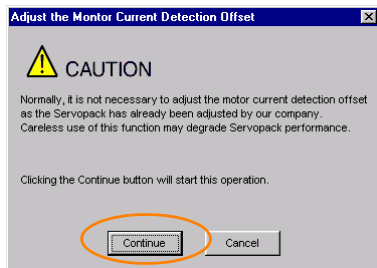 Adjust the Montor Current Detection Offset
CAUTION
Normally, it is not necessary to adjust the motor current detection offset
as the Servopack has already been adjusted by our company.
Careless use of this function may degrade Servopack performance.
Clicking the Continue button will start this operation.
Continue
Cancel